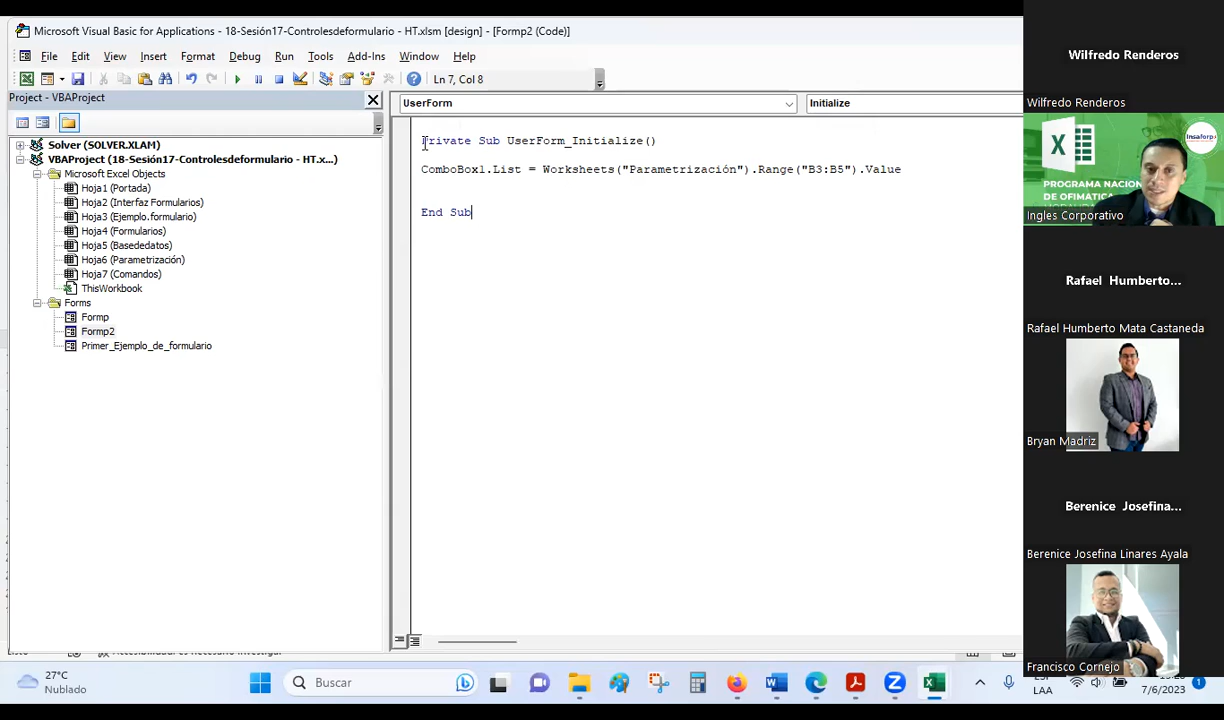 Microsoft Visual Basic for Applications - 18-Sesión17-Controlesdeformulario - HT.xlsm [design] - [Formp2 (Code)]
File Edit View Insert Format Debug Run Tools Add-Ins Window Help
Ln 7, Col 8
Project - VBAProject
UserForm
Initialize
Solver (SOLVER.XLAM)
VBAProject (18-Sesión17-Controlesdeformulario - HT.x...)
Microsoft Excel Objects
Hoja1 (Portada)
Hoja2 (Interfaz Formularios)
Hoja3 (Ejemplo.formulario)
Hoja4 (Formularios)
Hoja5 (Basededatos)
Hoja6 (Parametrización)
Hoja7 (Comandos)
ThisWorkbook
Forms
Formp
Formp2
Primer_Ejemplo_de_formulario
Private Sub UserForm_Initialize()
ComboBox1.List = Worksheets("Parametrización").Range("B3:B5").Value
End Sub
Wilfredo Renderos
Wilfredo Renderos
Insaforp
PROGRAMA NACION
DE OFIMATICA
Ingles Corporativo
Rafael Humberto...
Rafael Humberto Mata Castaneda
Bryan Madriz
Berenice Josefina...
Berenice Josefina Linares Ayala
Francisco Cornejo
27°C
Nublado
Buscar
LAA
7/6/2023
1